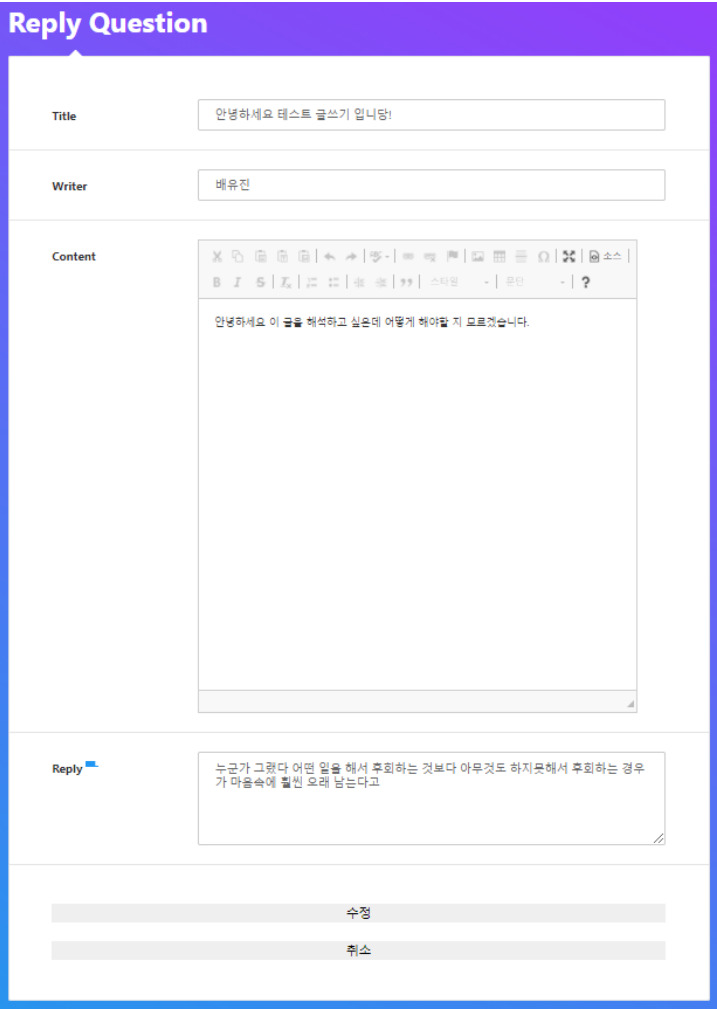 Reply Question
Title
안녕하세요 테스트 글쓰기 입니당!
Writer
배유진
Content
소스
B I S Tx 스타일 문단 ?
안녕하세요 이 글을 해석하고 싶은데 어떻게 해야할 지 모르겠습니다.
Reply
누군가 그랬다 어떤 일을 해서 후회하는 것보다 아무것도 하지못해서 후회하는 경우
가 마음속에 훨씬 오래 남는다고
수정
취소